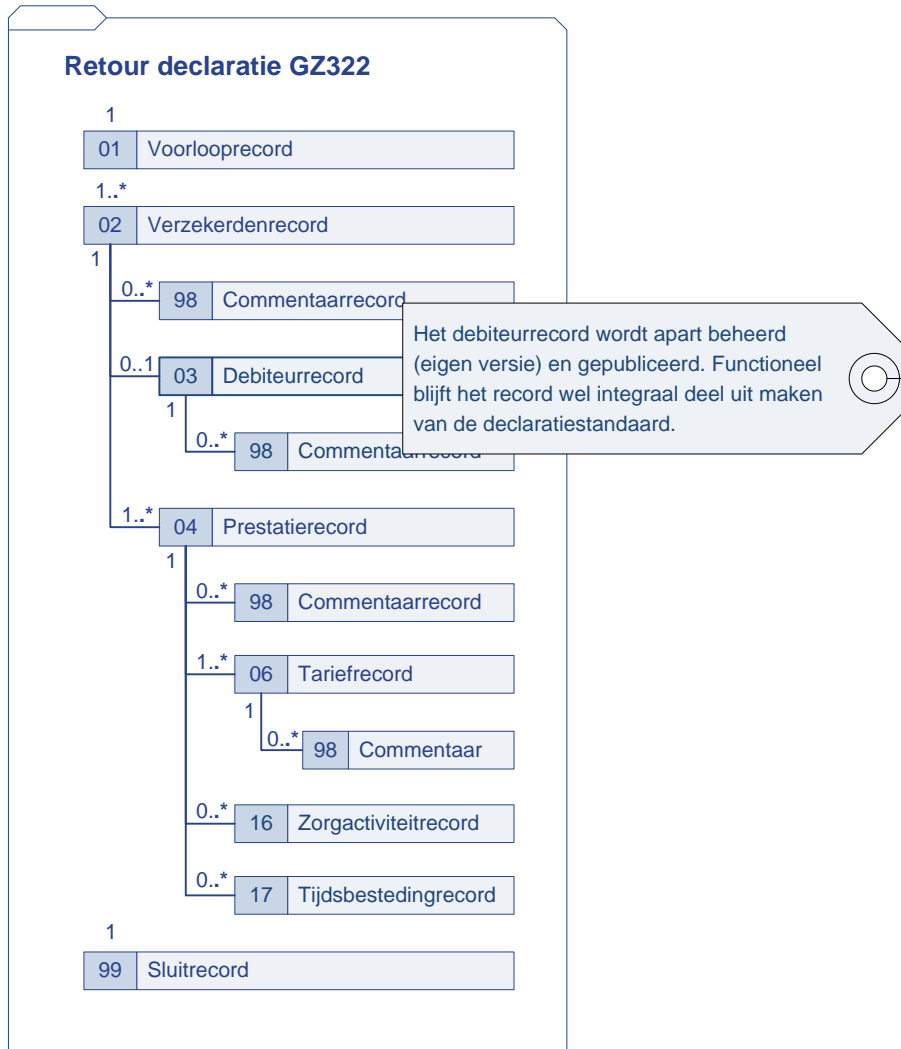 Retour declaratie GZ322
1
01 Voorlooprecord
1..*
02 Verzekerdenrecord
1
0..*
98 Commentaarrecord
Het debiteurrecord wordt apart beheerd
(eigen versie) en gepubliceerd. Functioneel
blijft het record wel integraal deel uit maken
van de declaratiestandaard.
0..1
03 Debiteurrecord
1
0..*
98 Commentaarrecord
1..*
04 Prestatierecord
1
0..*
98 Commentaarrecord
1..*
06 Tariefrecord
1
0..*
98 Commentaar
0..*
16 Zorgactiviteitrecord
0..*
17 Tijdsbestedingrecord
1
99 Sluitrecord